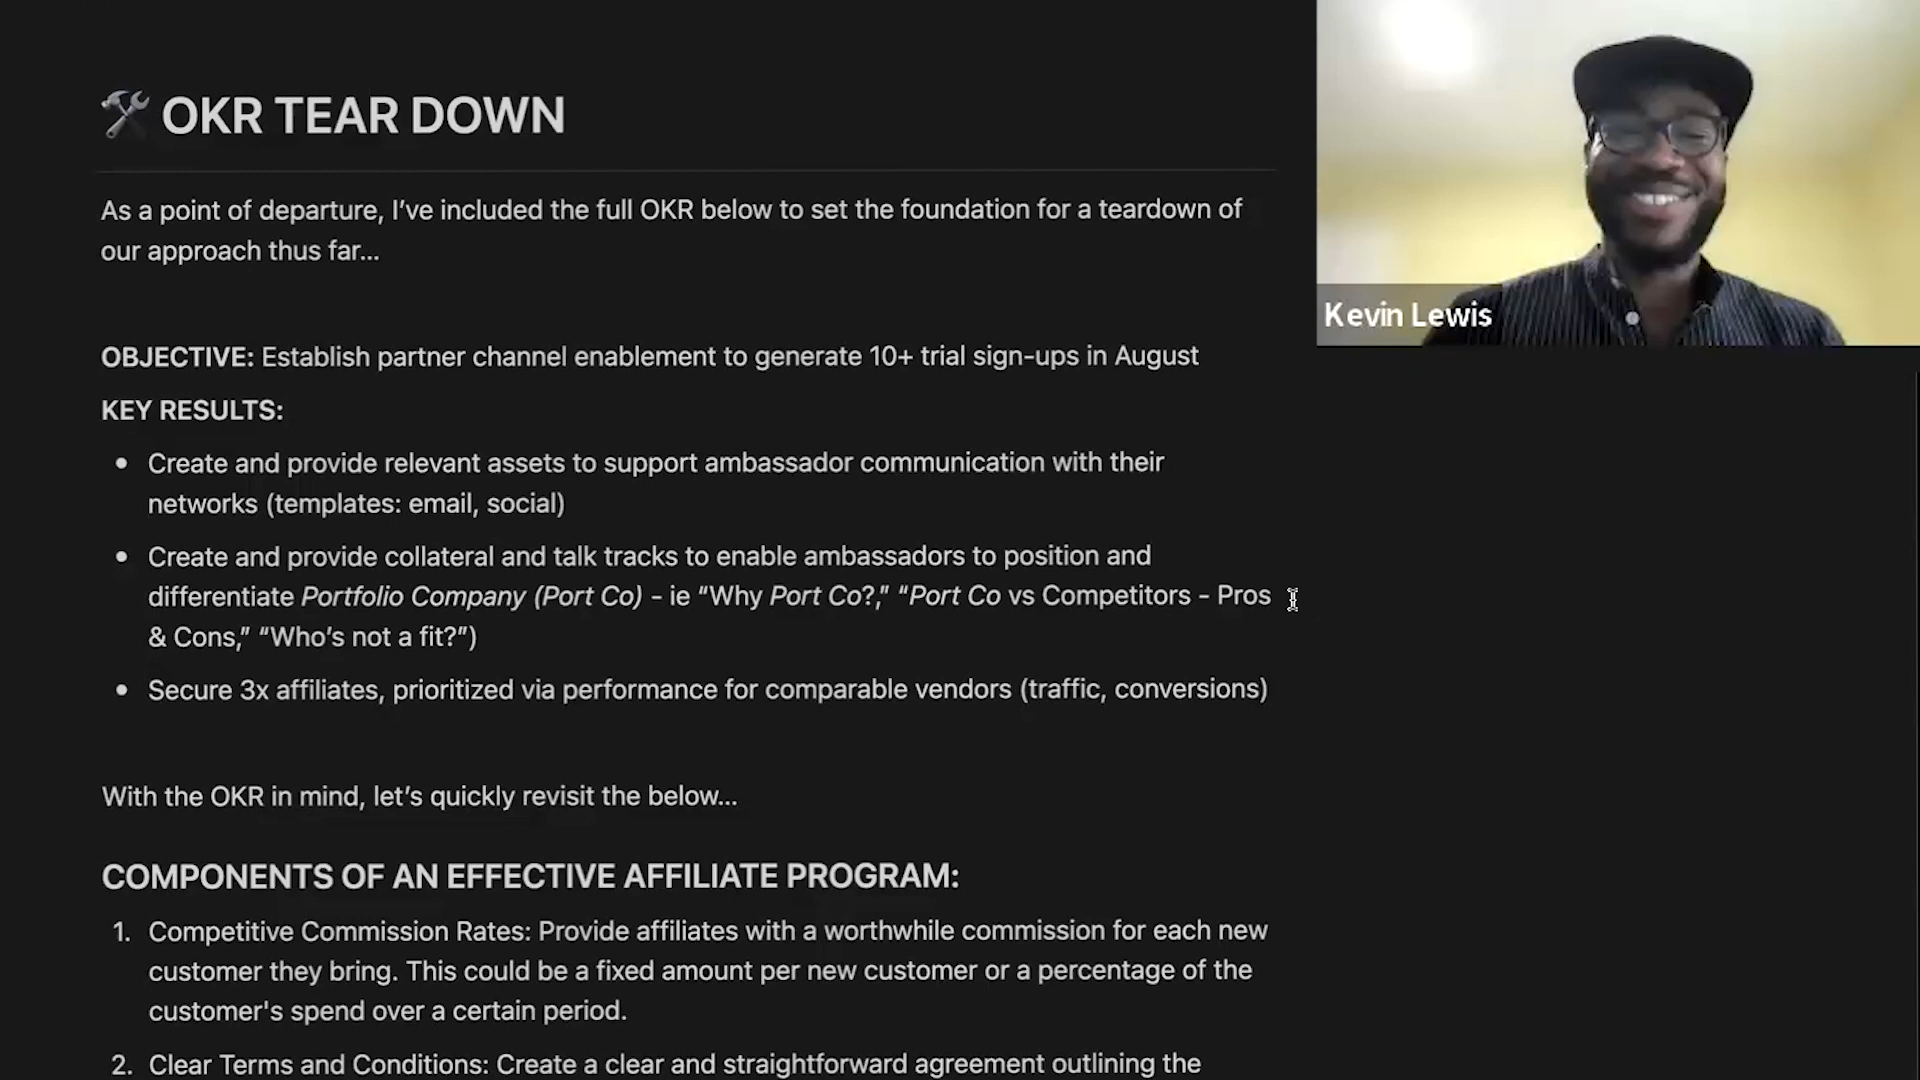 OKR TEAR DOWN
As a point of departure, I’ve included the full OKR below to set the foundation for a teardown of
our approach thus far...
OBJECTIVE: Establish partner channel enablement to generate 10+ trial sign-ups in August
KEY RESULTS:
• Create and provide relevant assets to support ambassador communication with their
networks (templates: email, social)
• Create and provide collateral and talk tracks to enable ambassadors to position and
differentiate Portfolio Company (Port Co) - ie “Why Port Co?,” “Port Co vs Competitors - Pros
& Cons,” “Who’s not a fit?”)
• Secure 3x affiliates, prioritized via performance for comparable vendors (traffic, conversions)
With the OKR in mind, let’s quickly revisit the below...
COMPONENTS OF AN EFFECTIVE AFFILIATE PROGRAM:
1. Competitive Commission Rates: Provide affiliates with a worthwhile commission for each new
customer they bring. This could be a fixed amount per new customer or a percentage of the
customer's spend over a certain period.
2. Clear Terms and Conditions: Create a clear and straightforward agreement outlining the
Kevin Lewis